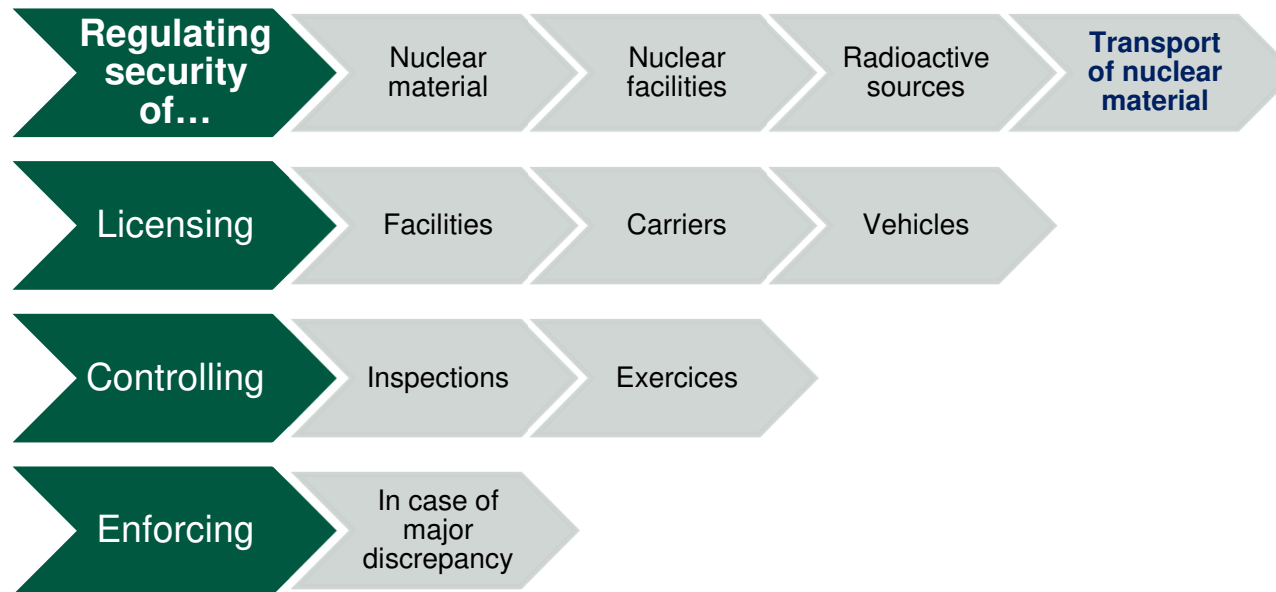 Regulating
security
of…
Nuclear
material
Nuclear
facilities
Radioactive
sources
Transport
of nuclear
material
Licensing
Facilities
Carriers
Vehicles
Controlling
Inspections
Exercices
Enforcing
In case of
major
discrepancy